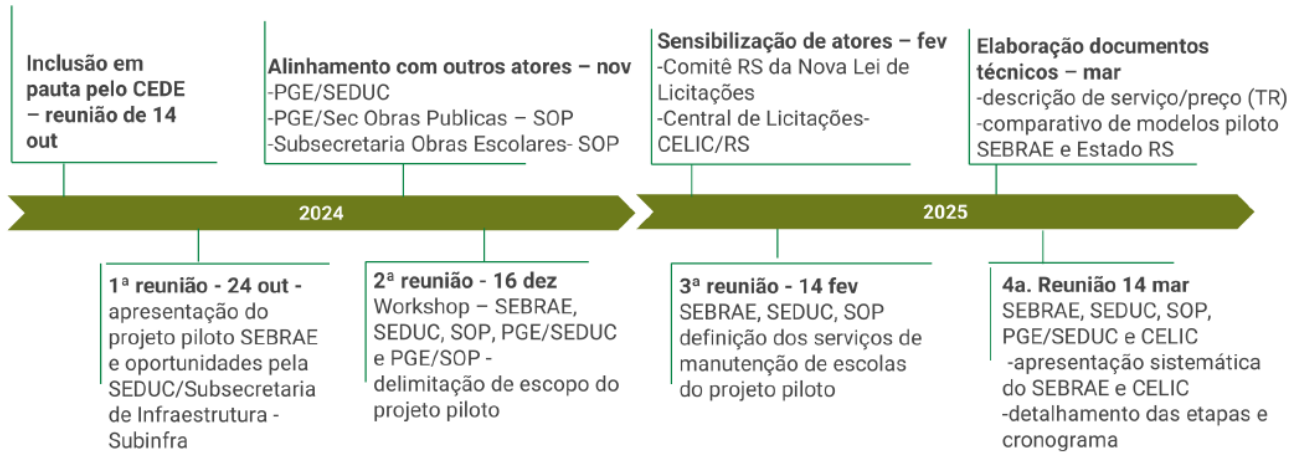 Inclusão em
pauta pelo CEDE
– reunião de 14
out
Alinhamento com outros atores – nov
-PGE/SEDUC
-PGE/Sec Obras Publicas – SOP
-Subsecretaria Obras Escolares- SOP
Sensibilização de atores – fev
-Comitê RS da Nova Lei de
Licitações
-Central de Licitações-
CELIC/RS
Elaboração documentos
técnicos – mar
-descrição de serviço/preço (TR)
-comparativo de modelos piloto
SEBRAE e Estado RS
2024
2025
1ª reunião - 24 out -
apresentação do
projeto piloto SEBRAE
e oportunidades pela
SEDUC/Subsecretaria
de Infraestrutura -
Subinfra
2ª reunião - 16 dez
Workshop – SEBRAE,
SEDUC, SOP, PGE/SEDUC
e PGE/SOP -
delimitação de escopo do
projeto piloto
3ª reunião - 14 fev
SEBRAE, SEDUC, SOP
definição dos serviços de
manutenção de escolas
do projeto piloto
4a. Reunião 14 mar
SEBRAE, SEDUC, SOP,
PGE/SEDUC e CELIC
-apresentação sistemática
do SEBRAE e CELIC
-detalhamento das etapas e
cronograma